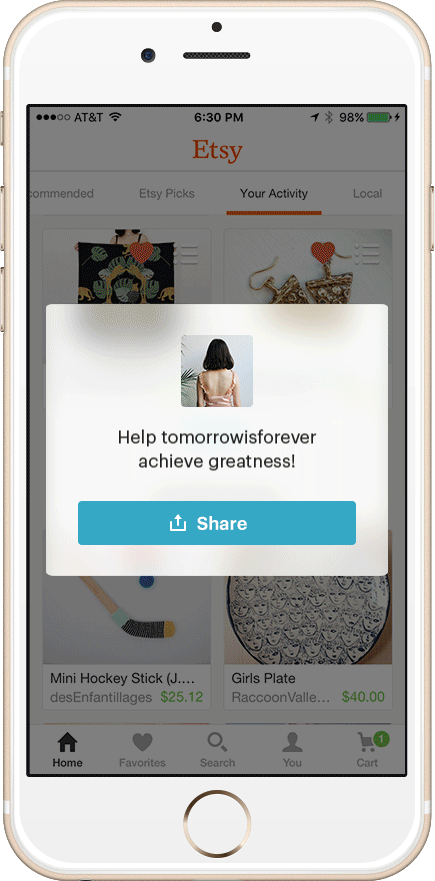 AT&T 6:30 PM 98%
Etsy
commended Etsy Picks Your Activity Local
Help tomorrowisforever
achieve greatness!
Share
Mini Hockey Stick (J.... Girls Plate
desEnfantillages $25.12 RaccoonValle... $40.00
1
Home Favorites Search You Cart